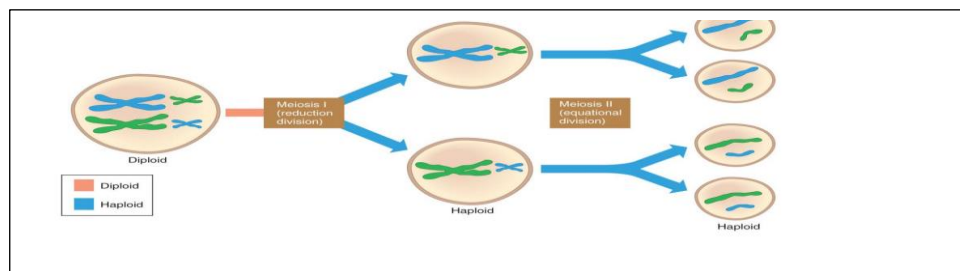 Meiosis I
(reduction
division)
Meiosis II
(equational
division)
Diploid
Haploid
Haploid
Diploid
Haploid